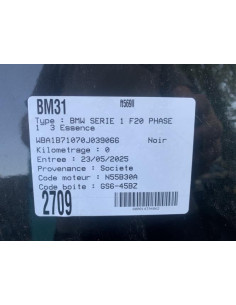 BM31
N5699
Type : BMW SERIE 1 F20 PHASE
1 3 Essence
WBA1B71070J039066 Noir
Kilometrage : 0
Entree : 23/05/2025
Provenance : Societe
Code moteur : N55B30A
Code boite : GS6-45BZ
2709